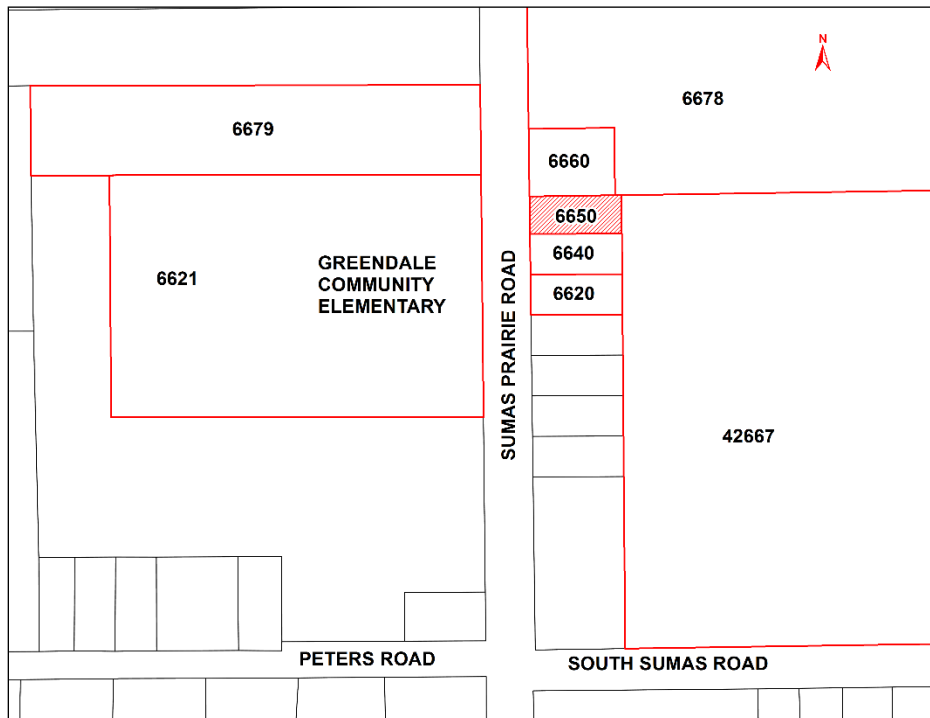 N
6678
6679
6660
6650
6640
6621
GREENDALE
COMMUNITY
ELEMENTARY
6620
SUMAS PRAIRIE ROAD
42667
PETERS ROAD
SOUTH SUMAS ROAD